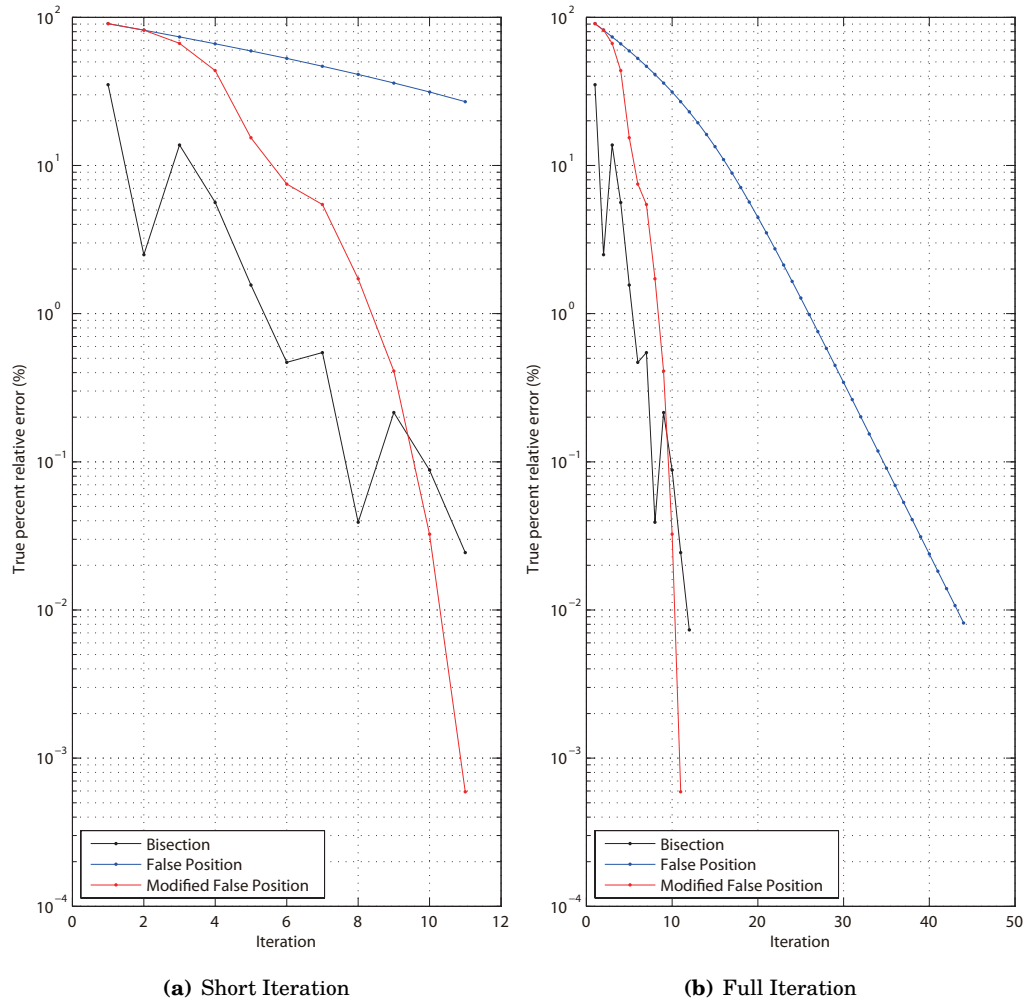 True percent relative error (%)
10^2
10^1
10^0
10^-1
10^-2
10^-3
10^-4
0 2 4 6 8 10 12
Iteration
Bisection
False Position
Modified False Position
(a) Short Iteration
True percent relative error (%)
10^2
10^1
10^0
10^-1
10^-2
10^-3
10^-4
0 10 20 30 40 50
Iteration
Bisection
False Position
Modified False Position
(b) Full Iteration